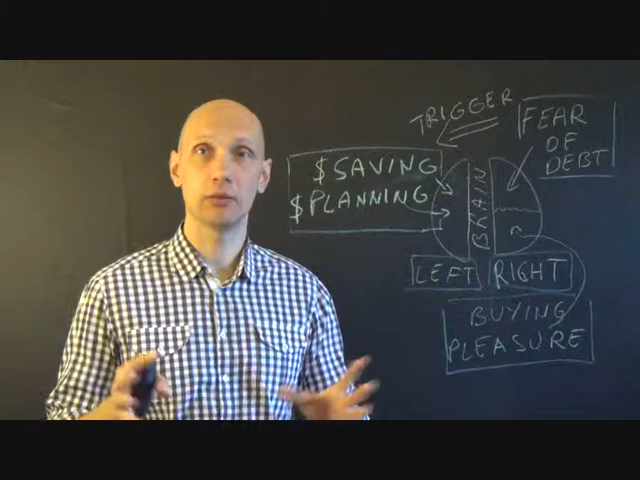 TRIGGER
FEAR
OF
DEBT
$SAVING
$PLANNING
BRAIN
LEFT
RIGHT
BUYING
PLEASURE